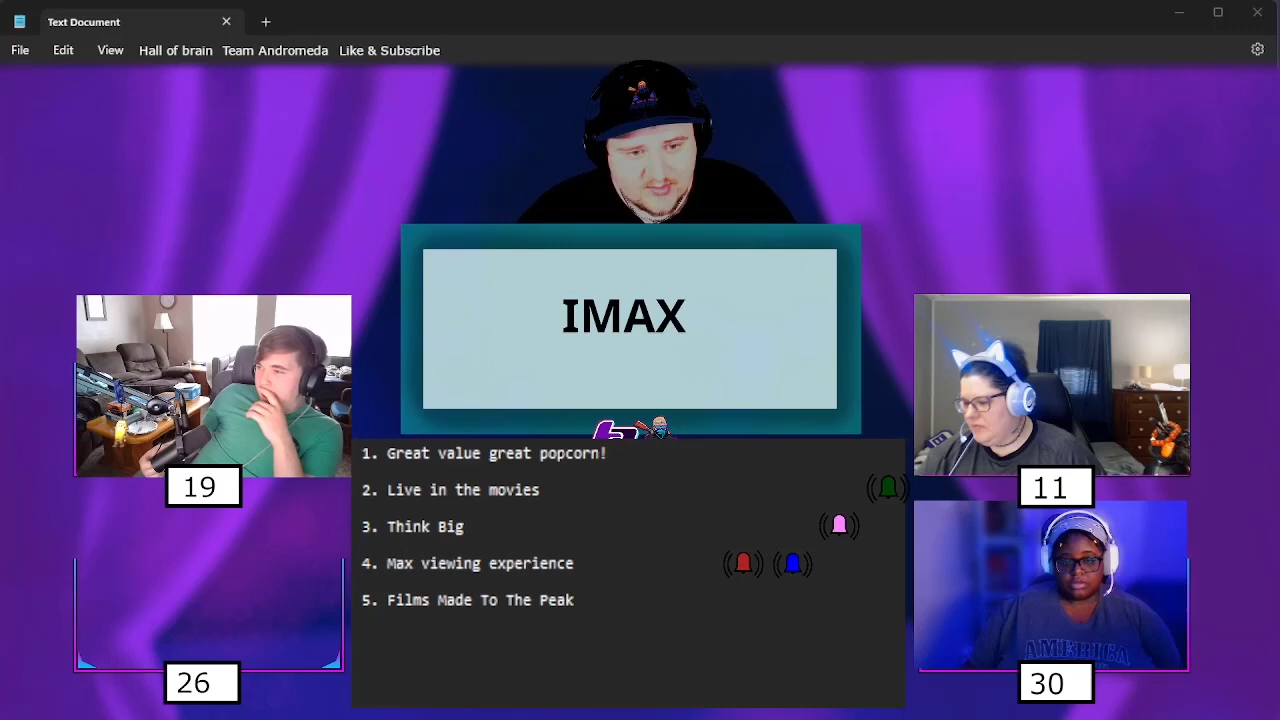 Text Document
File Edit View Hall of brain Team Andromeda Like & Subscribe
IMAX
1. Great value great popcorn!
2. Live in the movies
3. Think Big
4. Max viewing experience
5. Films Made To The Peak
19
11
26
30
AMERICA